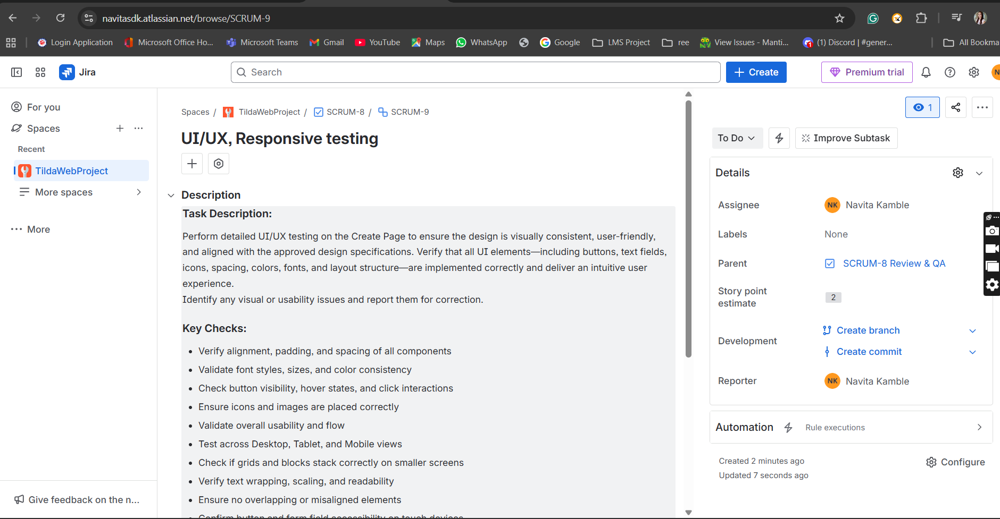 navitasdk.atlassian.net/browse/SCRUM-9
Login Application
Microsoft Office Ho...
Microsoft Teams
Gmail
YouTube
Maps
WhatsApp
Google
LMS Project
ree
View Issues - Manti...
(1) Discord | #gener...
All Bookma
Jira
Search
Create
Premium trial
N
For you
Spaces
Recent
TildaWebProject
More spaces
More
Give feedback on the n...
Spaces / TildaWebProject / SCRUM-8 / SCRUM-9
UI/UX, Responsive testing
Description
Task Description:
Perform detailed UI/UX testing on the Create Page to ensure the design is visually consistent, user-friendly,
and aligned with the approved design specifications. Verify that all UI elements—including buttons, text fields,
icons, spacing, colors, fonts, and layout structure—are implemented correctly and deliver an intuitive user
experience.
Identify any visual or usability issues and report them for correction.
Key Checks:
• Verify alignment, padding, and spacing of all components
• Validate font styles, sizes, and color consistency
• Check button visibility, hover states, and click interactions
• Ensure icons and images are placed correctly
• Validate overall usability and flow
• Test across Desktop, Tablet, and Mobile views
• Check if grids and blocks stack correctly on smaller screens
• Verify text wrapping, scaling, and readability
• Ensure no overlapping or misaligned elements
• Confirm button and form field accessibility on touch devices
1
To Do
Improve Subtask
Details
Assignee
NK Navita Kamble
Labels
None
Parent
SCRUM-8 Review & QA
Story point
estimate
2
Development
Create branch
Create commit
Reporter
NK Navita Kamble
Automation
Rule executions
Created 2 minutes ago
Updated 7 seconds ago
Configure